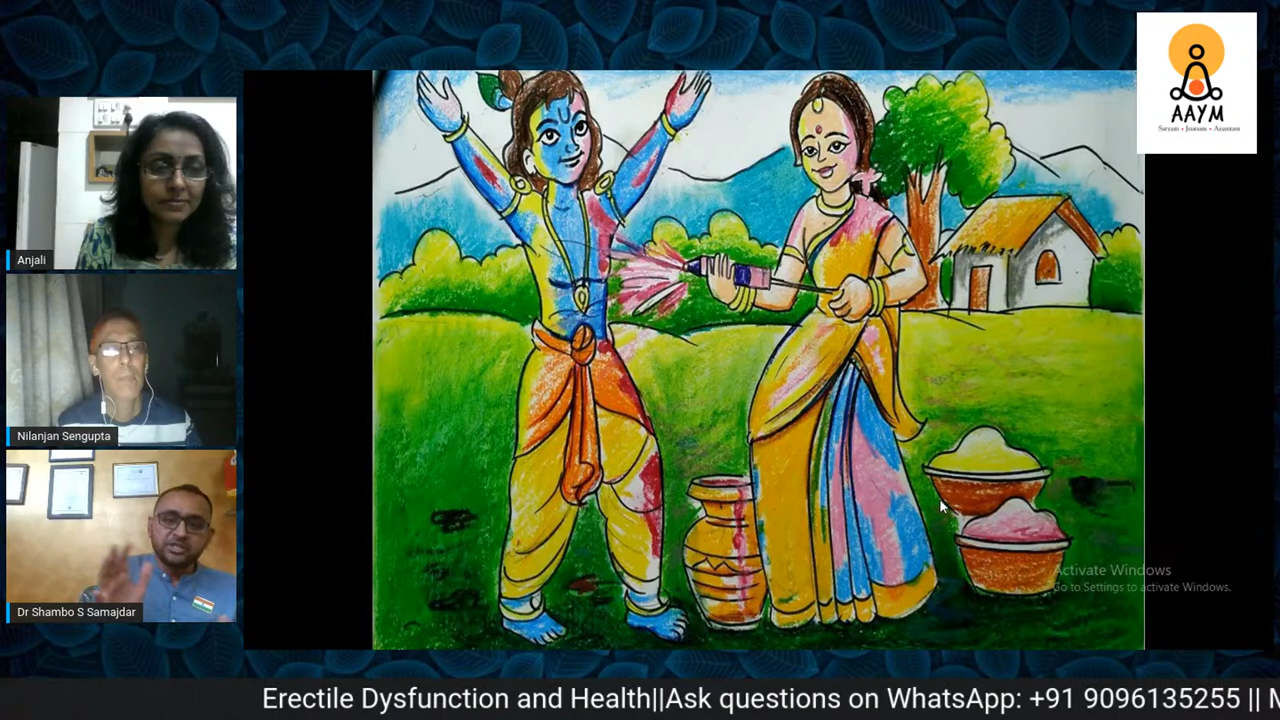 AAYM
Satyam • Jnanam • Anantam
Anjali
Nilanjan Sengupta
Dr Shambo S Samajdar
Activate Windows
Go to Settings to activate Windows.
Erectile Dysfunction and Health||Ask questions on WhatsApp: +91 9096135255 || M